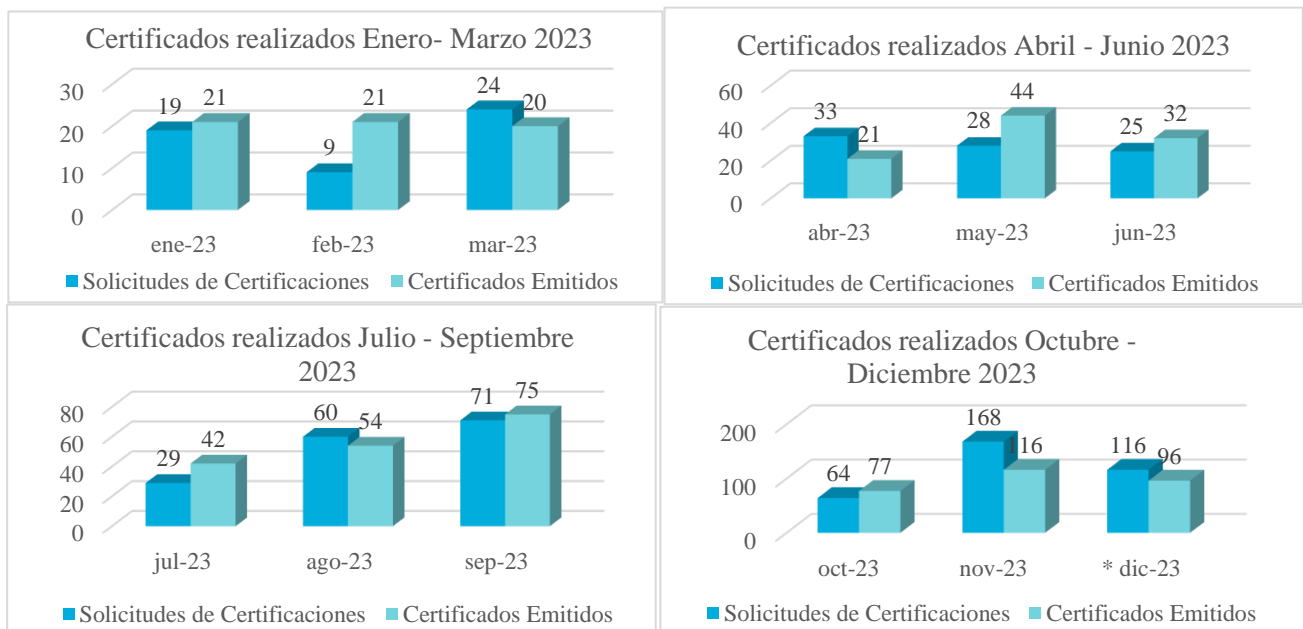 Certificados realizados Enero- Marzo 2023
30
20
10
0
19
21
9
21
24
20
ene-23
feb-23
mar-23
Solicitudes de Certificaciones
Certificados Emitidos
Certificados realizados Abril - Junio 2023
60
40
20
0
33
21
28
44
25
32
abr-23
may-23
jun-23
Solicitudes de Certificaciones
Certificados Emitidos
Certificados realizados Julio - Septiembre
2023
80
60
40
20
0
29
42
60
54
71
75
jul-23
ago-23
sep-23
Solicitudes de Certificaciones
Certificados Emitidos
Certificados realizados Octubre -
Diciembre 2023
200
100
0
64
77
168
116
116
96
oct-23
nov-23
* dic-23
Solicitudes de Certificaciones
Certificados Emitidos